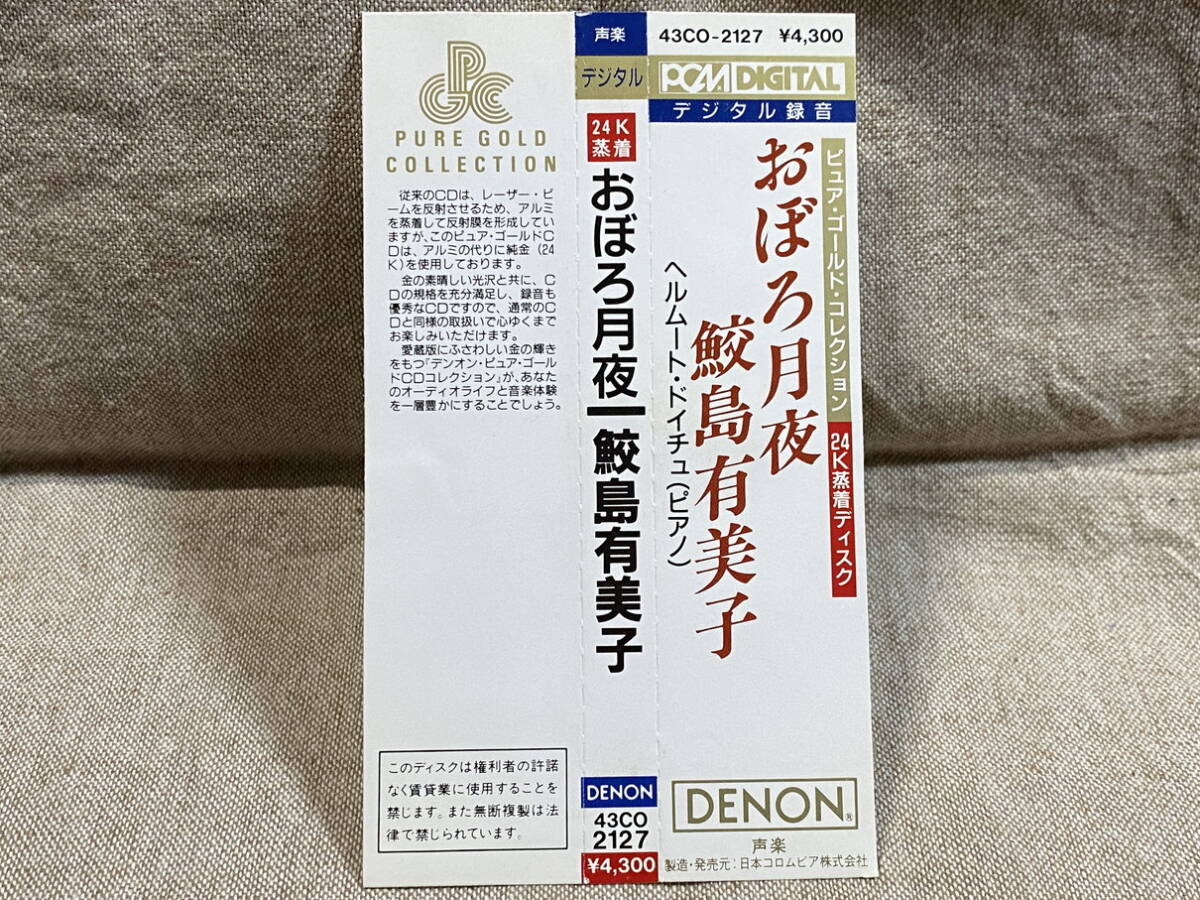 PGC
PURE GOLD
COLLECTION
従来のCDは、レーザー・ビ
ームを反射させるため、アルミ
を蒸着して反射膜を形成してい
ますが、このピュア・ゴールドC
Dは、アルミの代りに純金(24
K)を使用しております。
金の素晴しい光沢と共に、C
Dの規格を充分満足し、録音も
優秀なCDですので、通常のC
Dと同様の取扱いで心ゆくまで
お楽しみいただけます。
愛蔵版にふさわしい金の輝き
をもつ「デンオン・ピュア・ゴール
ドCDコレクション」が、あなた
のオーディオライフと音楽体験
を一層豊かにすることでしょう。
このディスクは権利者の許諾
なく賃貸業に使用することを
禁じます。また無断複製は法
律で禁じられています。
声楽
デジタル
24K
蒸着
おぼろ月夜|鮫島有美子
DENON
43CO
2127
¥4,300
43CO-2127 ¥4,300
PCM DIGITAL
デジタル録音
ピュア・ゴールド・コレクション 24K蒸着ディスク
おぼろ月夜
鮫島有美子
ヘルムート・ドイチュ(ピアノ)
DENON®
声楽
製造・発売元:日本コロムビア株式会社